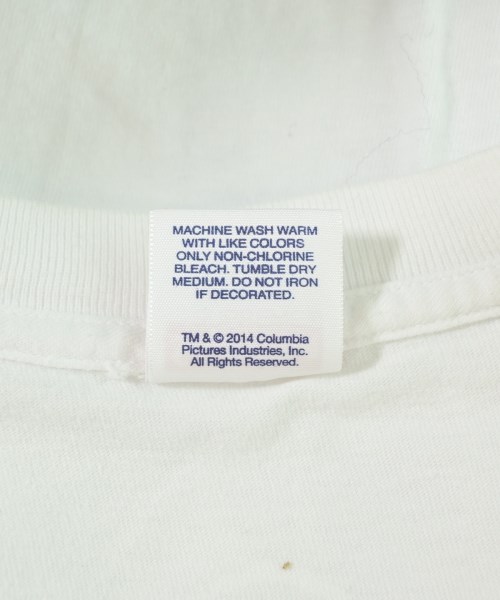 MACHINE WASH WARM
WITH LIKE COLORS
ONLY NON-CHLORINE
BLEACH. TUMBLE DRY
MEDIUM. DO NOT IRON
IF DECORATED.
TM & © 2014 Columbia
Pictures Industries, Inc.
All Rights Reserved.